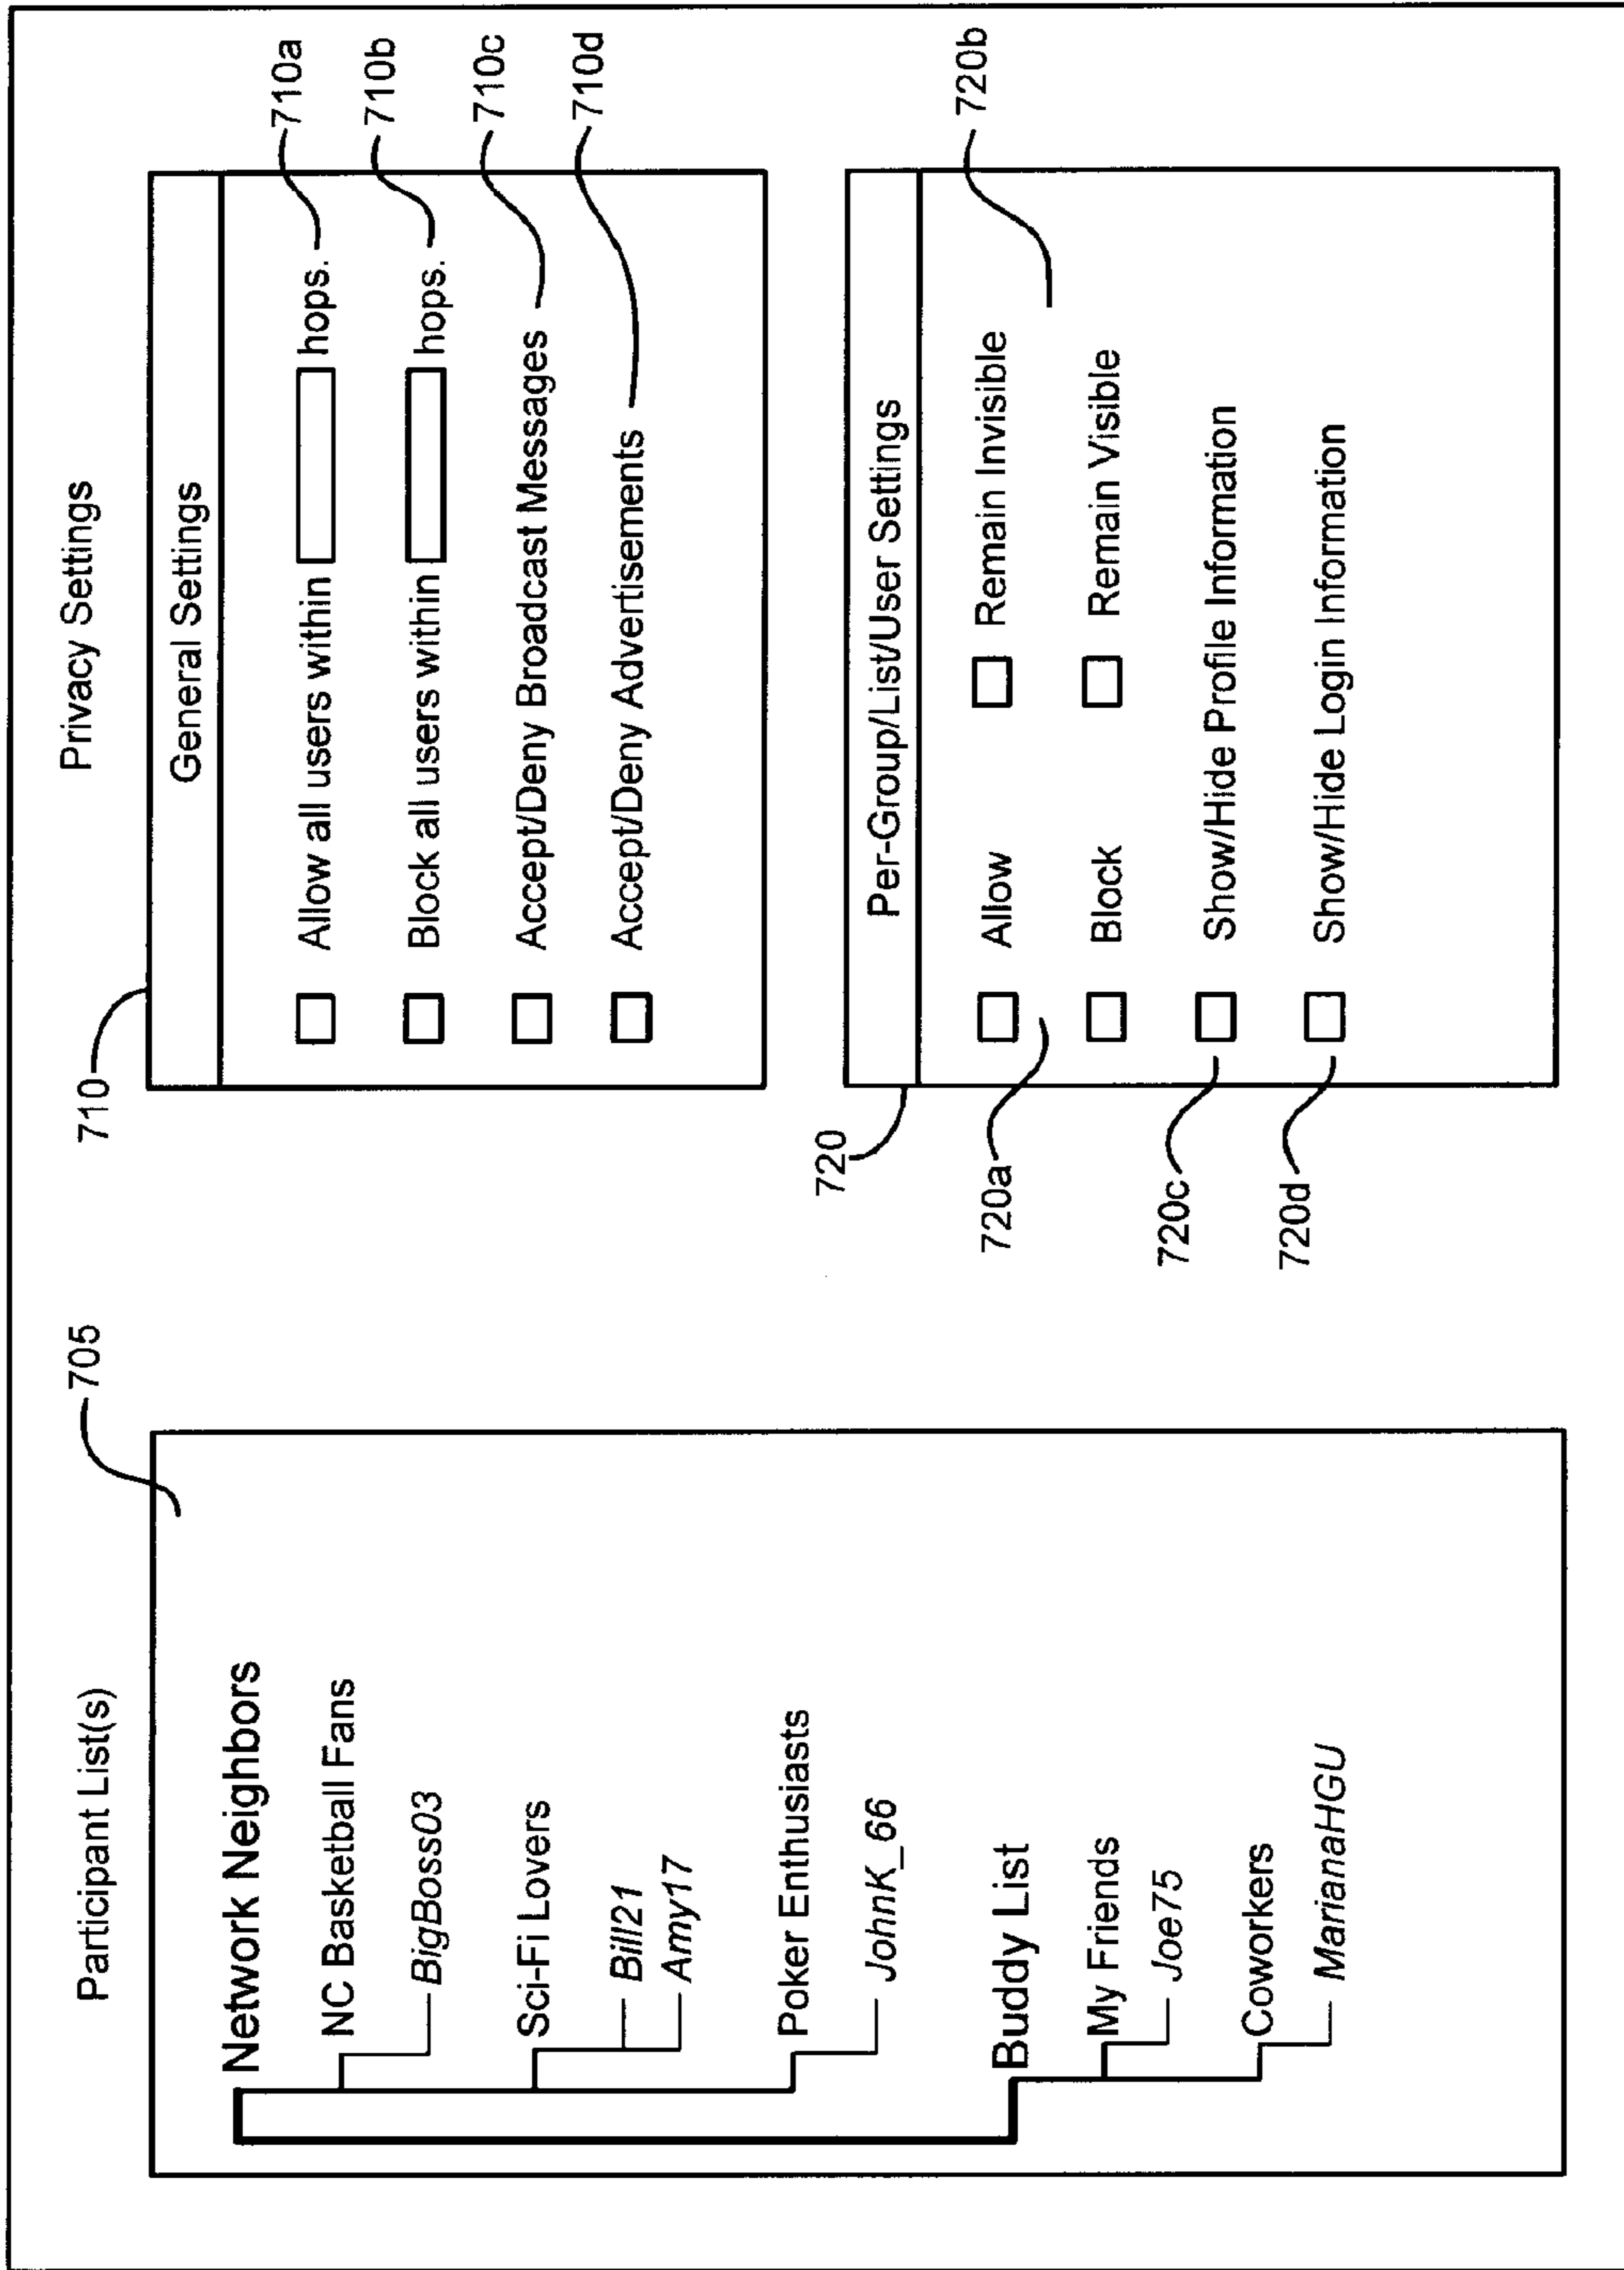 Participant List(s)
705
Network Neighbors
NC Basketball Fans
BigBoss03
Sci-Fi Lovers
Bill21
Amy17
Poker Enthusiasts
JohnK_66
Buddy List
My Friends
Joe75
Coworkers
MarianaHGU
Privacy Settings
710
General Settings
Allow all users within hops.
710a
Block all users within hops.
710b
Accept/Deny Broadcast Messages
710c
Accept/Deny Advertisements
710d
720
Per-Group/List/User Settings
Allow Remain Invisible
720a
720b
Block Remain Visible
720c
Show/Hide Profile Information
720d
Show/Hide Login Information